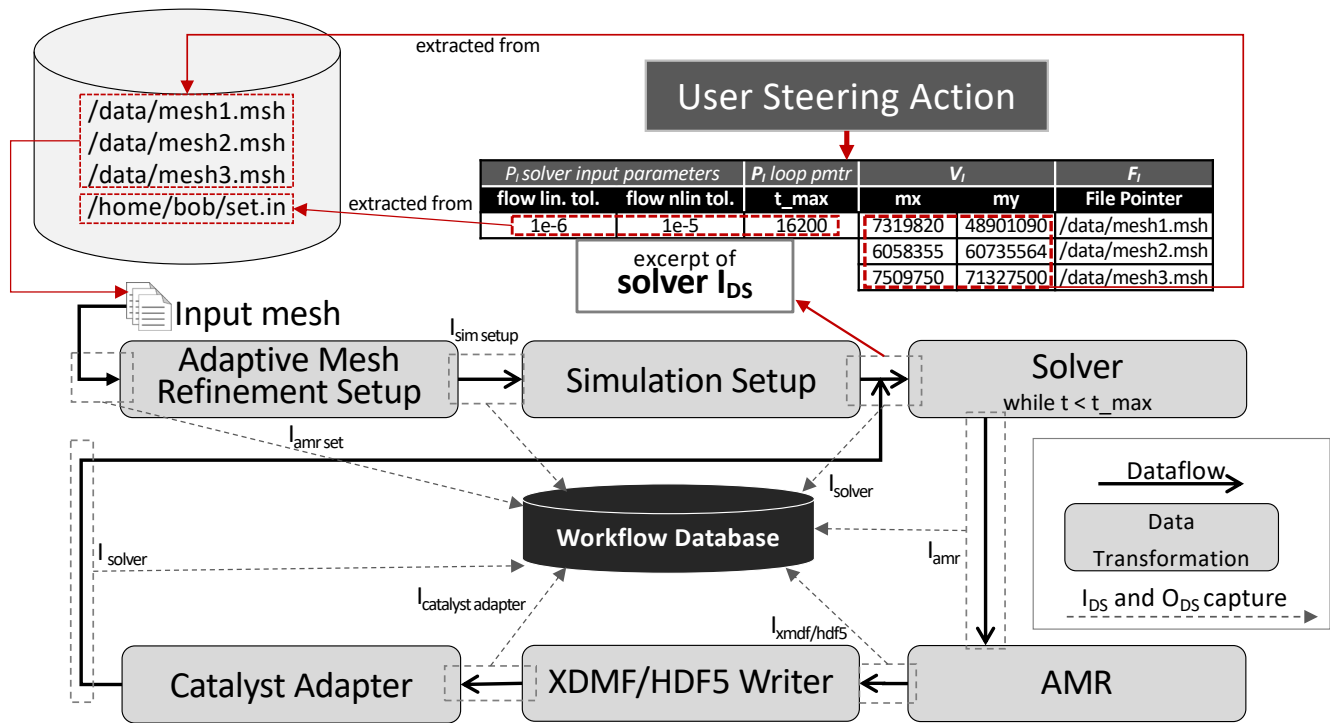 extracted from
/data/mesh1.msh
/data/mesh2.msh
/data/mesh3.msh
/home/bob/set.in
extracted from
User Steering Action
PI solver input parameters PI loop pmtr VI FI
flow lin. tol. flow nlin tol. t_max mx my File Pointer
1e-6 1e-5 16200 7319820 48901090 /data/mesh1.msh
6058355 60735564 /data/mesh2.msh
7509750 71327500 /data/mesh3.msh
excerpt of
solver IDS
Input mesh
Isim setup
Adaptive Mesh
Refinement Setup
Simulation Setup
Solver
while t < t_max
Iamr set
Isolver
Workflow Database
I solver
Iamr
Icatalyst adapter
Ixmdf/hdf5
Dataflow
Data
Transformation
IDS and ODS capture
Catalyst Adapter
XDMF/HDF5 Writer
AMR